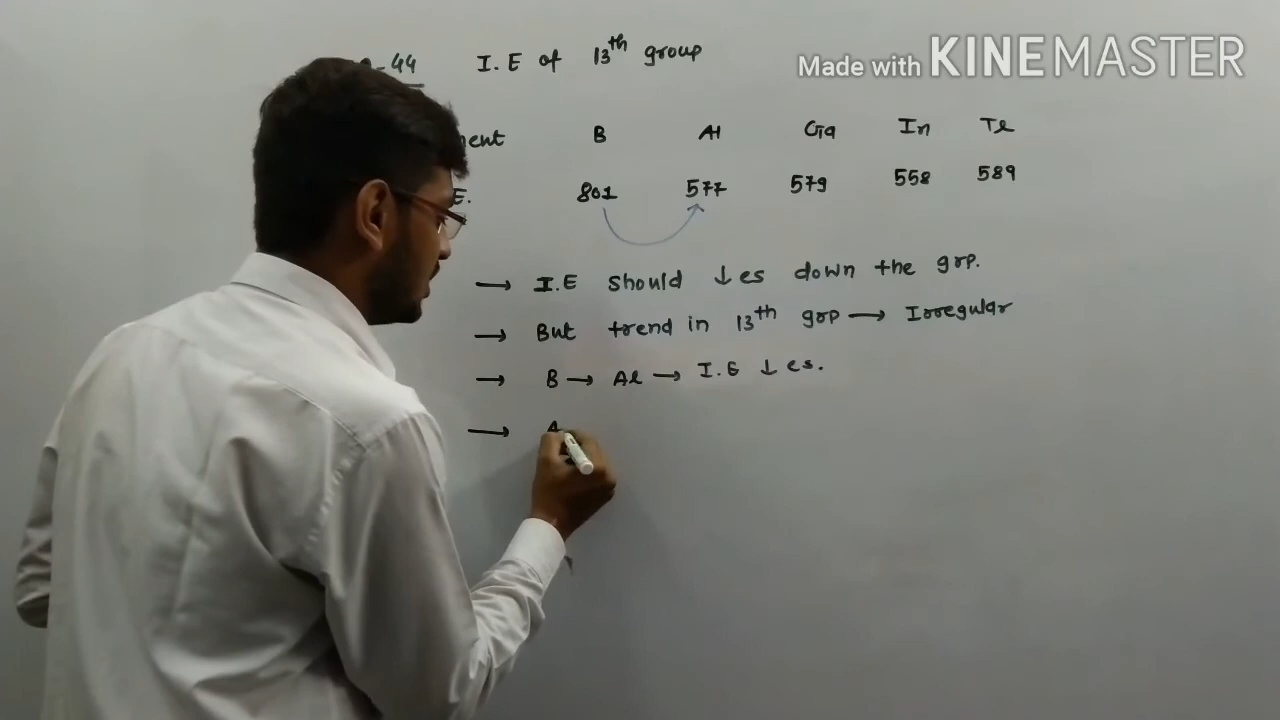 - 44 I.E of 13th group
Made with KINEMASTER
ent B Al Ga In Tl
E. 801 577 579 558 589
→ I.E should ↓es down the grp.
→ But trend in 13th grp → Irregular
→ B → Al → I.E ↓es.
→ A